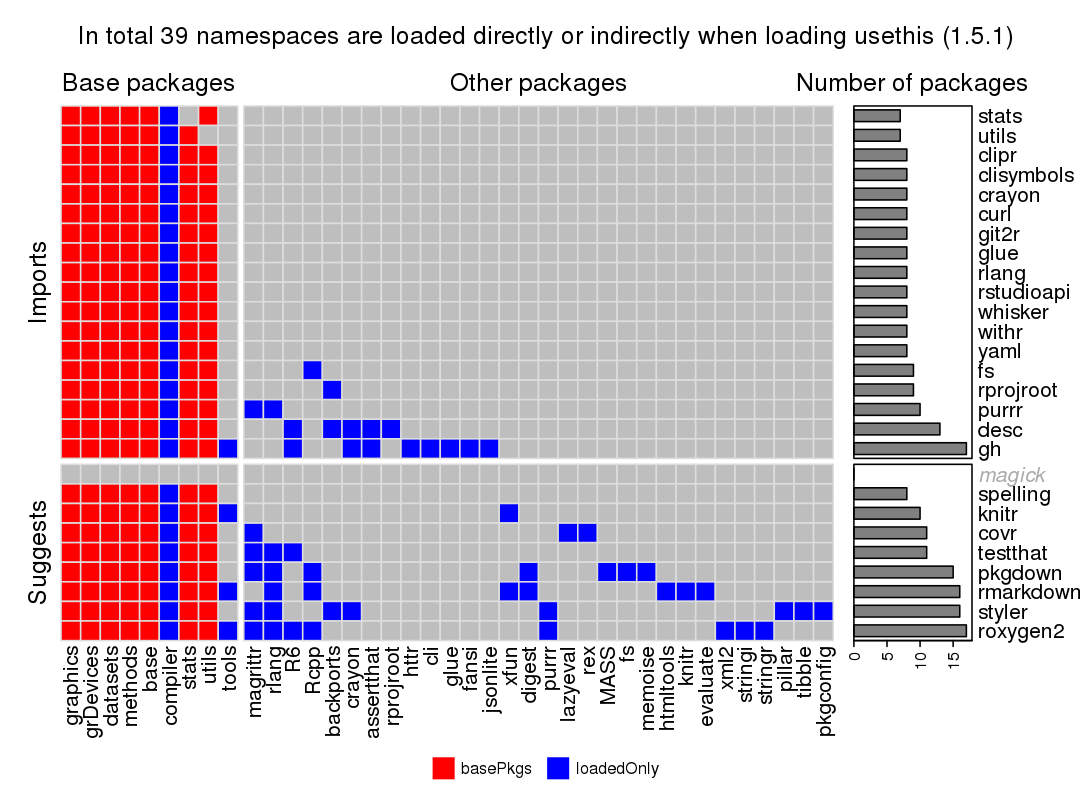 In total 39 namespaces are loaded directly or indirectly when loading usethis (1.5.1)
Base packages
Other packages
Number of packages
Imports
stats
utils
clipr
clisymbols
crayon
curl
git2r
glue
rlang
rstudioapi
whisker
withr
yaml
fs
rprojroot
purrr
desc
gh
Suggests
magick
spelling
knitr
covr
testthat
pkgdown
rmarkdown
styler
roxygen2
graphics
grDevices
datasets
methods
base
compiler
stats
utils
tools
magrittr
rlang
R6
Rcpp
backports
crayon
assertthat
rprojroot
httr
cli
glue
fansi
jsonlite
xfun
digest
purrr
lazyeval
rex
MASS
fs
memoise
htmltools
knitr
evaluate
xml2
stringi
stringr
pillar
tibble
pkgconfig
0
5
10
15
basePkgs
loadedOnly